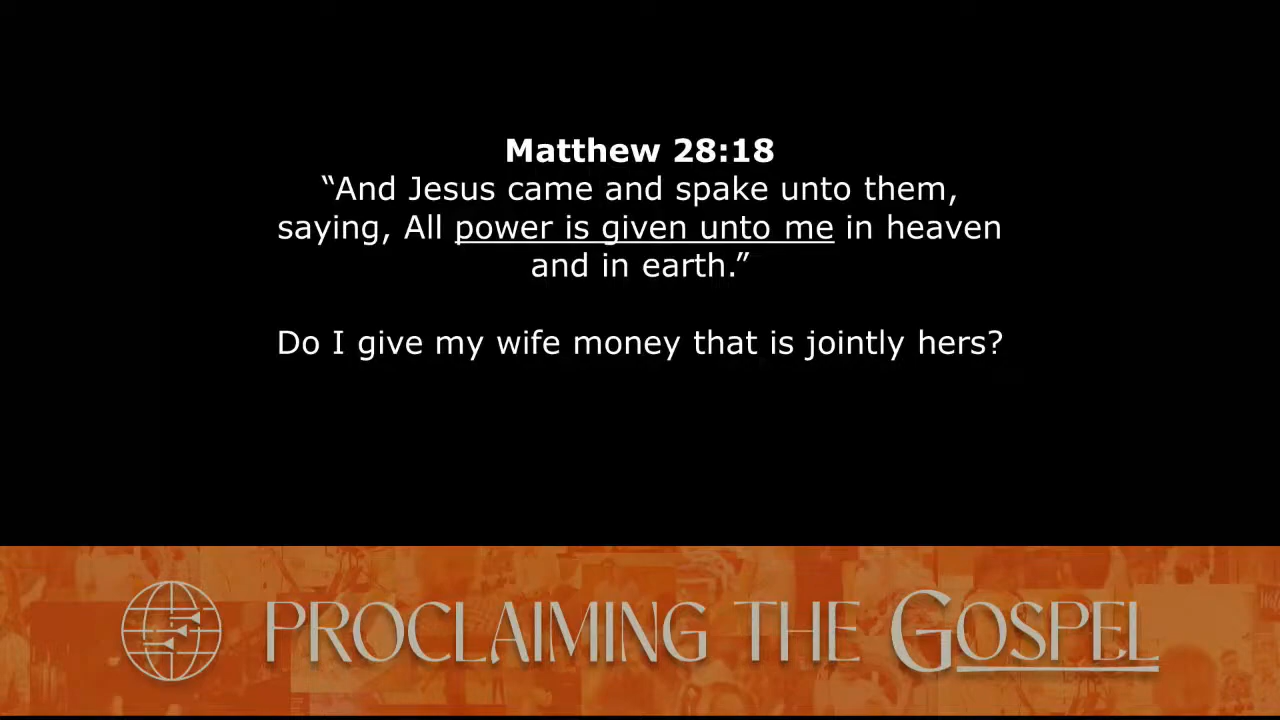 Matthew 28:18
“And Jesus came and spake unto them,
saying, All power is given unto me in heaven
and in earth.”
Do I give my wife money that is jointly hers?
PROCLAIMING THE GOSPEL